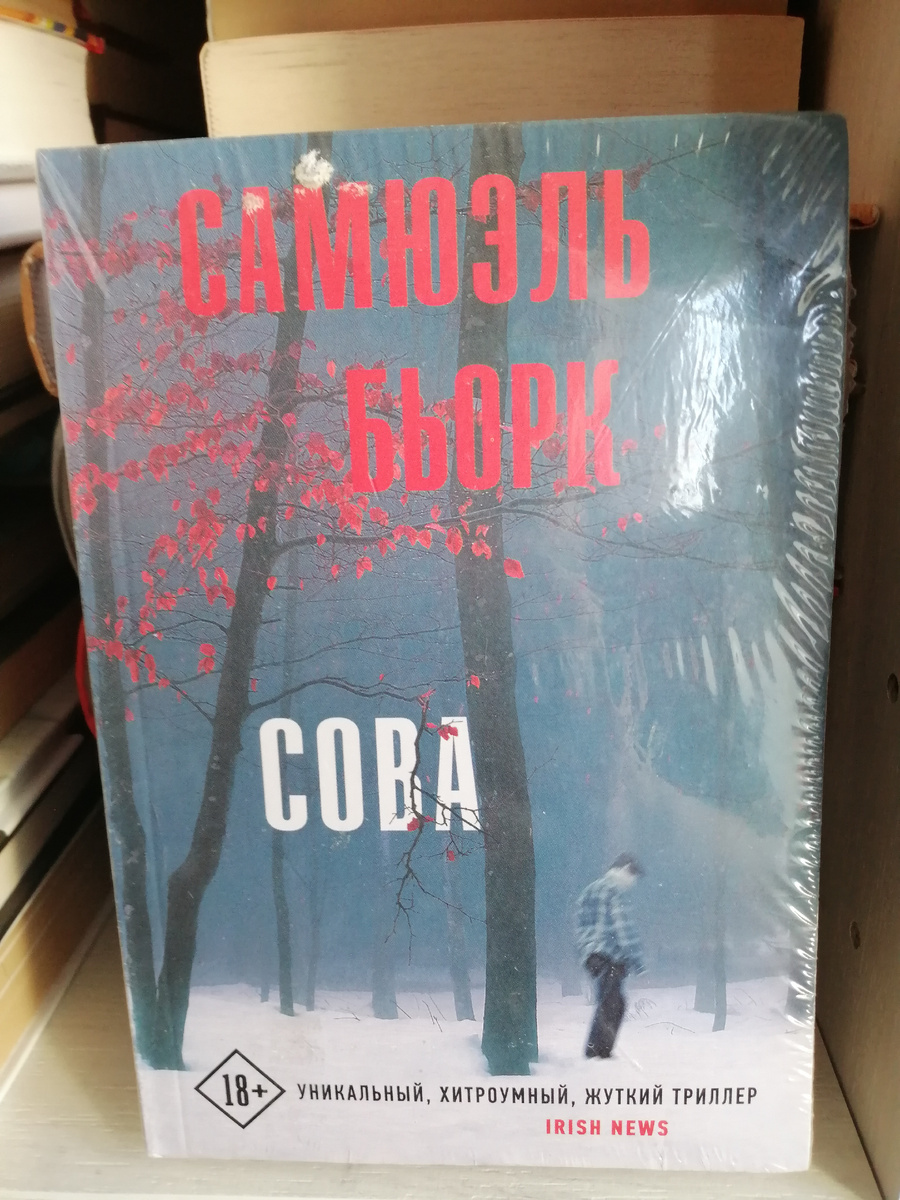 САМЮЭЛЬ
БЬОРК
СОВА
18+
УНИКАЛЬНЫЙ, ХИТРОУМНЫЙ, ЖУТКИЙ ТРИЛЛЕР
IRISH NEWS